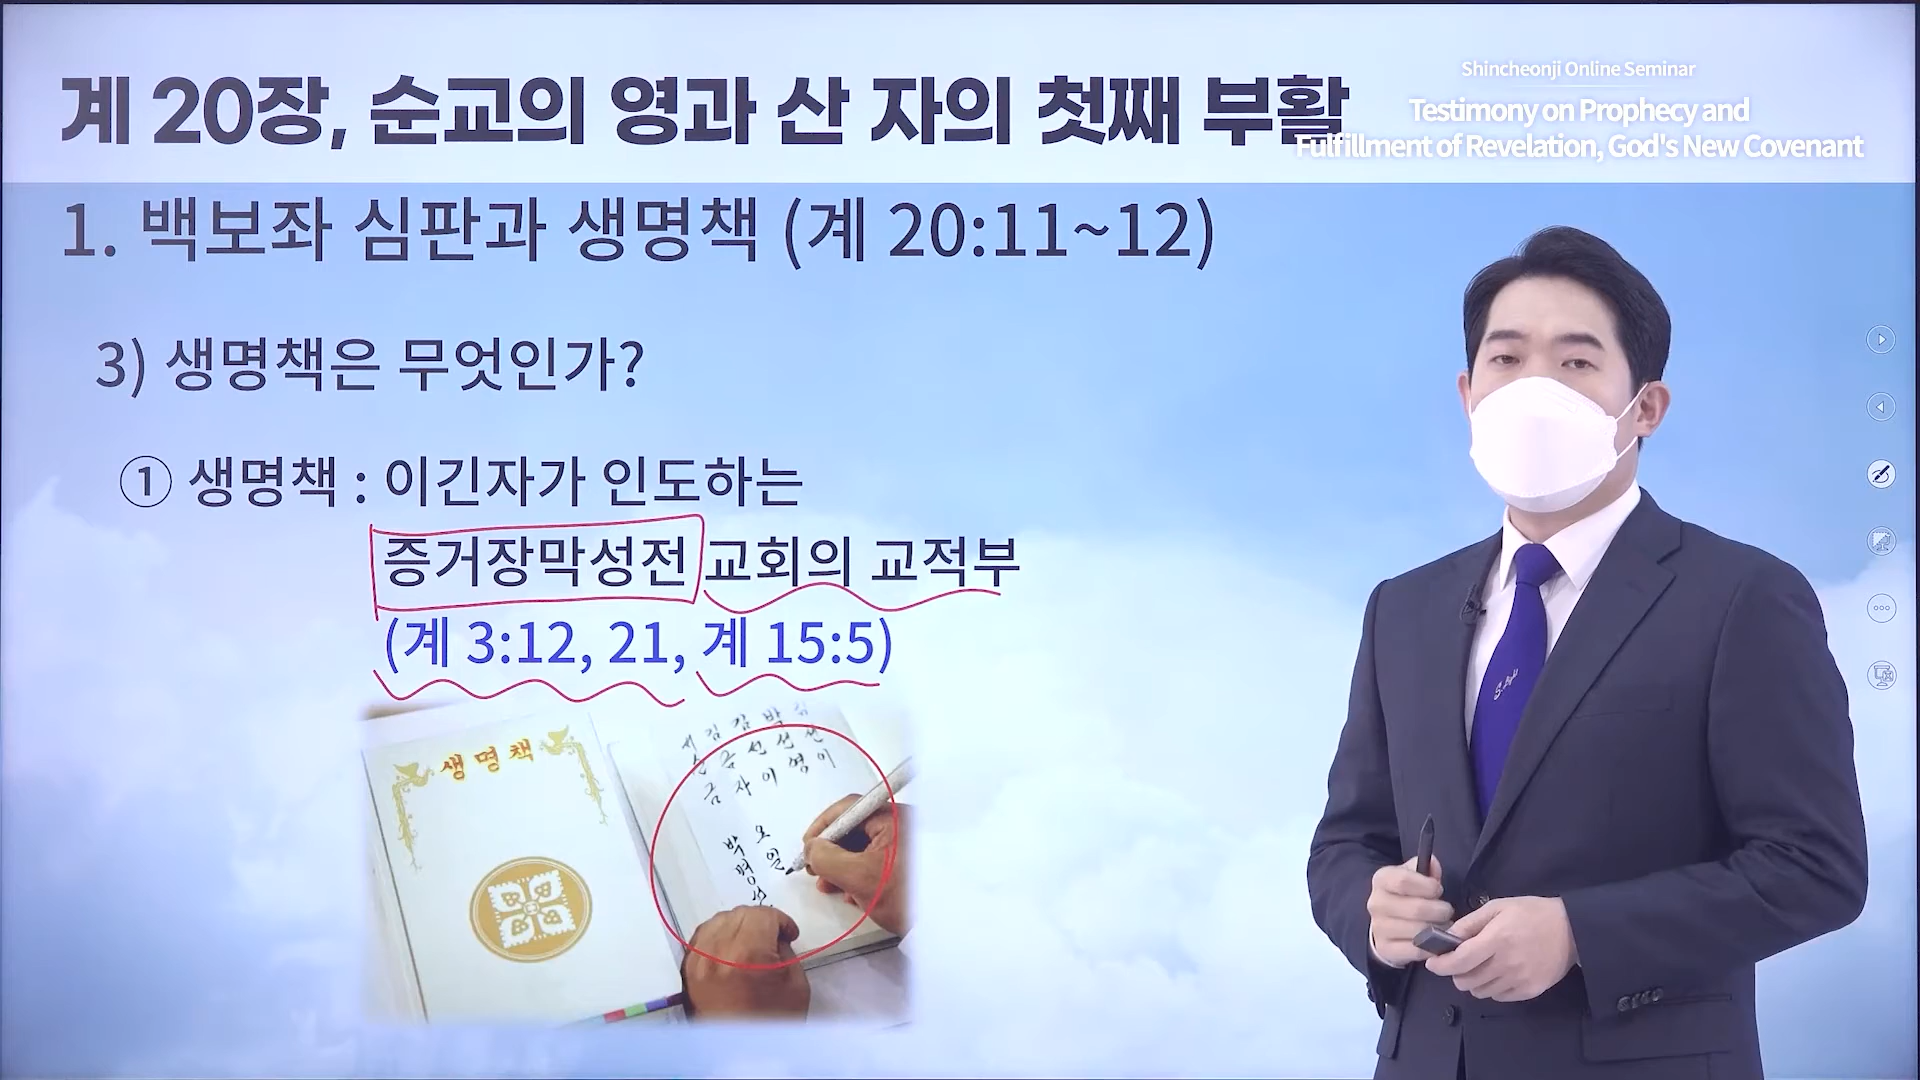 계 20장, 순교의 영과 산 자의 첫째 부활
Shincheonji Online Seminar
Testimony on Prophecy and
Fulfillment of Revelation, God's New Covenant
1. 백보좌 심판과 생명책 (계 20:11~12)
3) 생명책은 무엇인가?
① 생명책 : 이긴자가 인도하는
증거장막성전 교회의 교적부
(계 3:12, 21, 계 15:5)
생명책